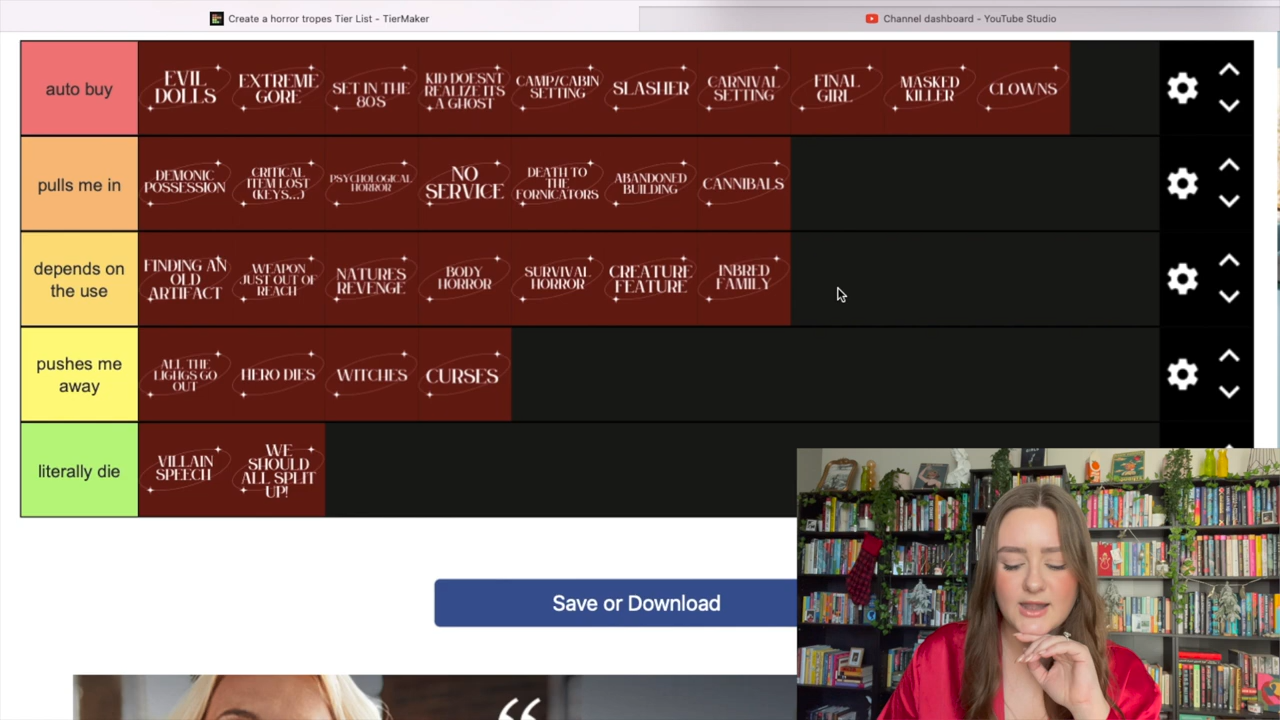 Create a horror tropes Tier List - TierMaker
Channel dashboard - YouTube Studio
auto buy
EVIL
DOLLS
EXTREME
GORE
SET IN THE
80S
KID DOESNT
REALIZE ITS
A GHOST
CAMP/CABIN
SETTING
SLASHER
CARNIVAL
SETTING
FINAL
GIRL
MASKED
KILLER
CLOWNS
pulls me in
DEMONIC
POSSESSION
CRITICAL
ITEM LOST
(KEYS...)
PSYCHOLOGICAL
HORROR
NO
SERVICE
DEATH TO
THE
FORNICATORS
ABANDONED
BUILDING
CANNIBALS
depends on
the use
FINDING AN
OLD
ARTIFACT
WEAPON
JUST OUT OF
REACH
NATURES
REVENGE
BODY
HORROR
SURVIVAL
HORROR
CREATURE
FEATURE
INBRED
FAMILY
pushes me
away
ALL THE
LIGHGS GO
OUT
HERO DIES
WITCHES
CURSES
literally die
VILLAIN
SPEECH
WE
SHOULD
ALL SPLIT
UP!
Save or Download
“